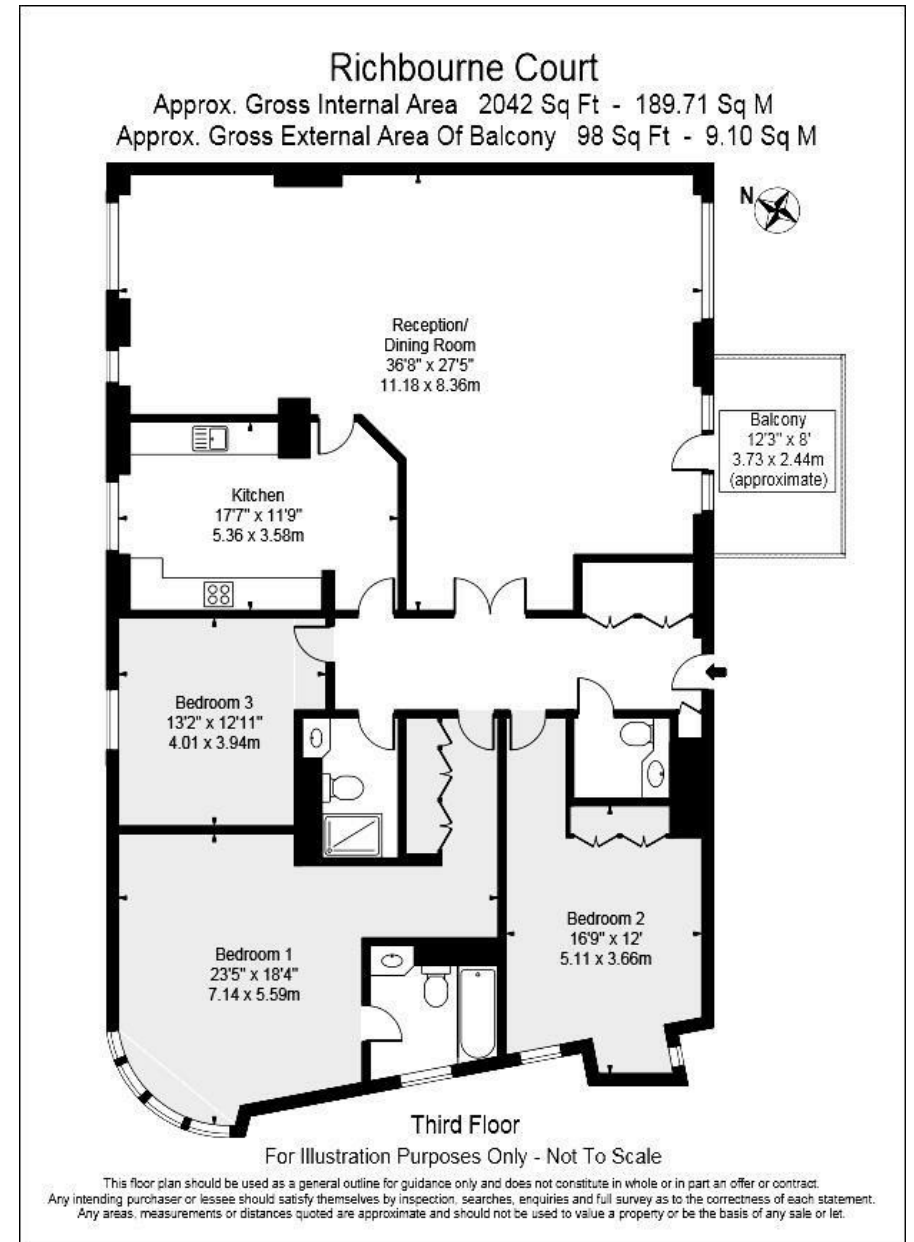 Richbourne Court
Approx. Gross Internal Area 2042 Sq Ft - 189.71 Sq M
Approx. Gross External Area Of Balcony 98 Sq Ft - 9.10 Sq M
N
Reception/
Dining Room
36'8" x 27'5"
11.18 x 8.36m
Balcony
12'3" x 8'
3.73 x 2.44m
(approximate)
Kitchen
17'7" x 11'9"
5.36 x 3.58m
Bedroom 3
13'2" x 12'11"
4.01 x 3.94m
Bedroom 2
16'9" x 12'
5.11 x 3.66m
Bedroom 1
23'5" x 18'4"
7.14 x 5.59m
Third Floor
For Illustration Purposes Only - Not To Scale
This floor plan should be used as a general outline for guidance only and does not constitute in whole or in part an offer or contract.
Any intending purchaser or lessee should satisfy themselves by inspection, searches, enquiries and full survey as to the correctness of each statement.
Any areas, measurements or distances quoted are approximate and should not be used to value a property or be the basis of any sale or let.